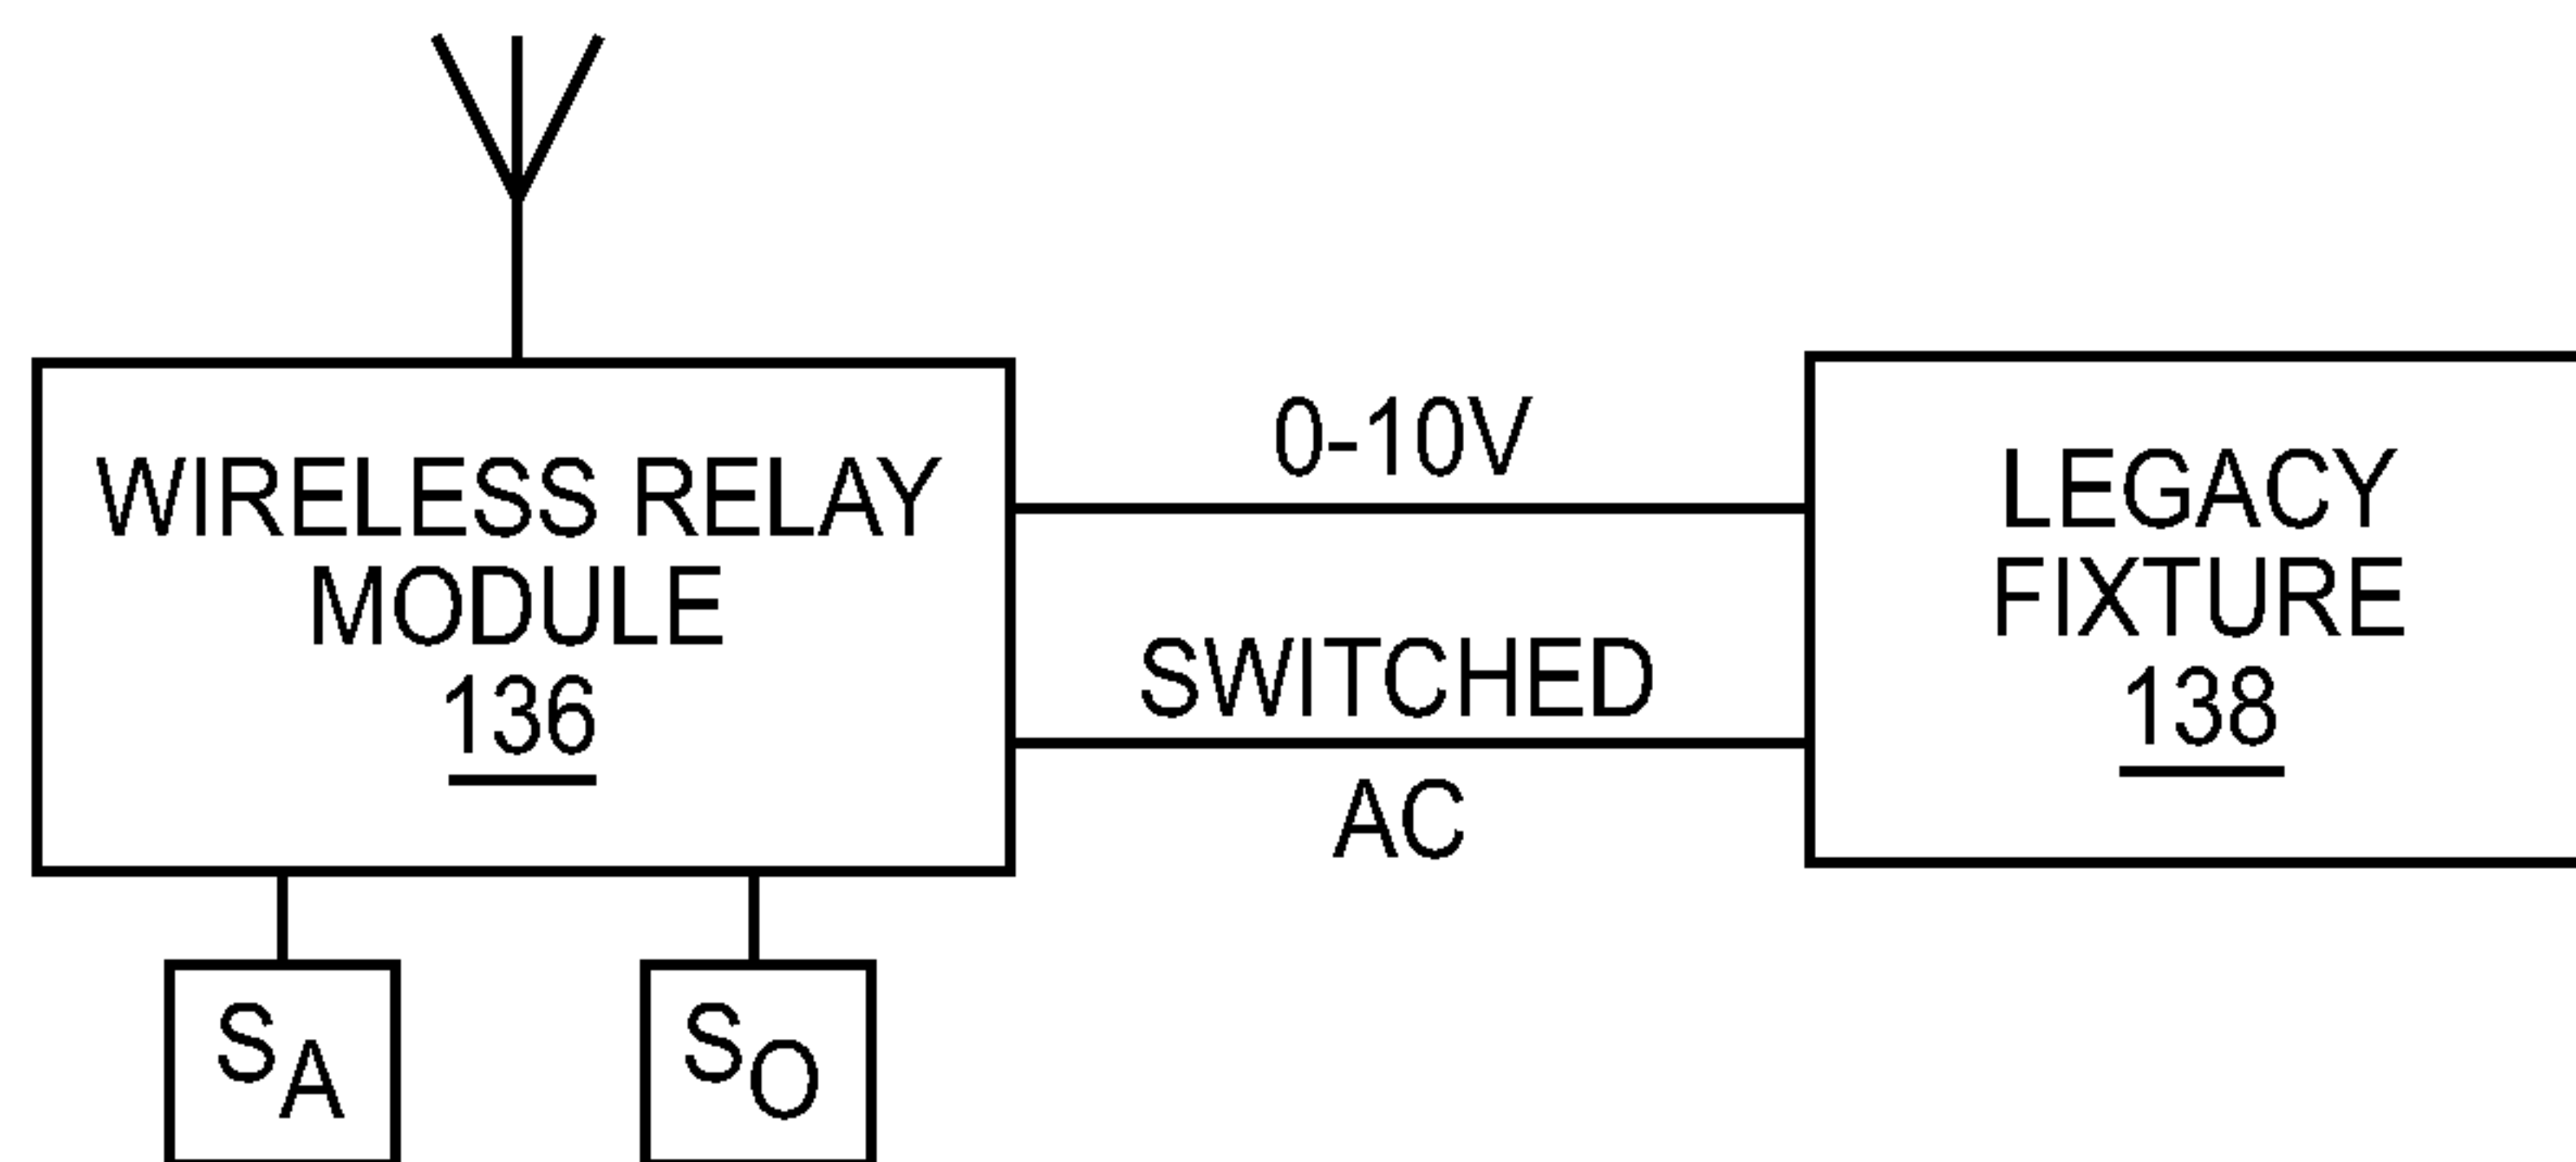 0-10V
WIRELESS RELAY
MODULE
136
LEGACY
FIXTURE
138
SWITCHED
AC
SA
SO